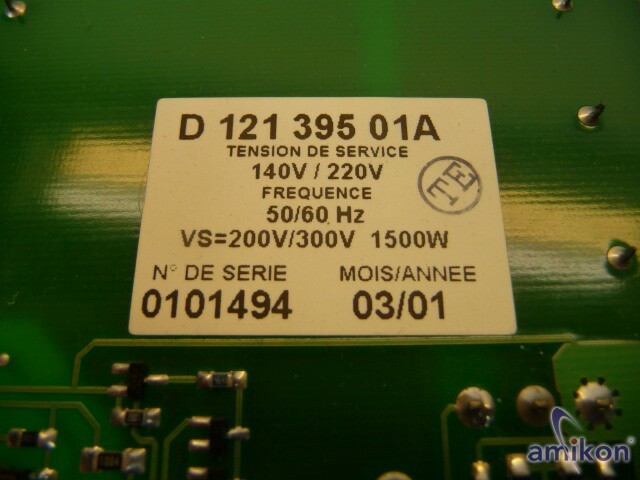 D 121 395 01A
TENSION DE SERVICE
140V / 220V
FREQUENCE
50/60 Hz
VS=200V/300V 1500W
TE
N° DE SERIE MOIS/ANNEE
0101494 03/01
amikon